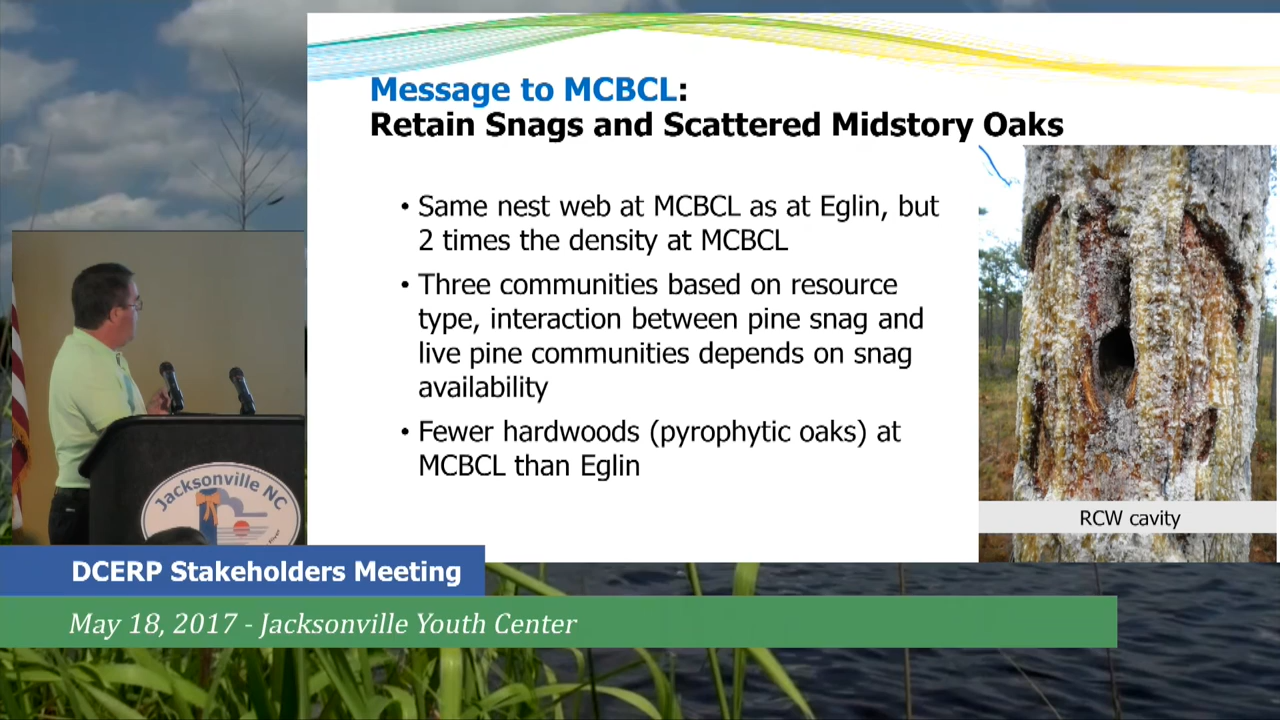 Message to MCBCL:
Retain Snags and Scattered Midstory Oaks
• Same nest web at MCBCL as at Eglin, but
2 times the density at MCBCL
• Three communities based on resource
type, interaction between pine snag and
live pine communities depends on snag
availability
• Fewer hardwoods (pyrophytic oaks) at
MCBCL than Eglin
RCW cavity
Jacksonville NC
River
DCERP Stakeholders Meeting
May 18, 2017 - Jacksonville Youth Center